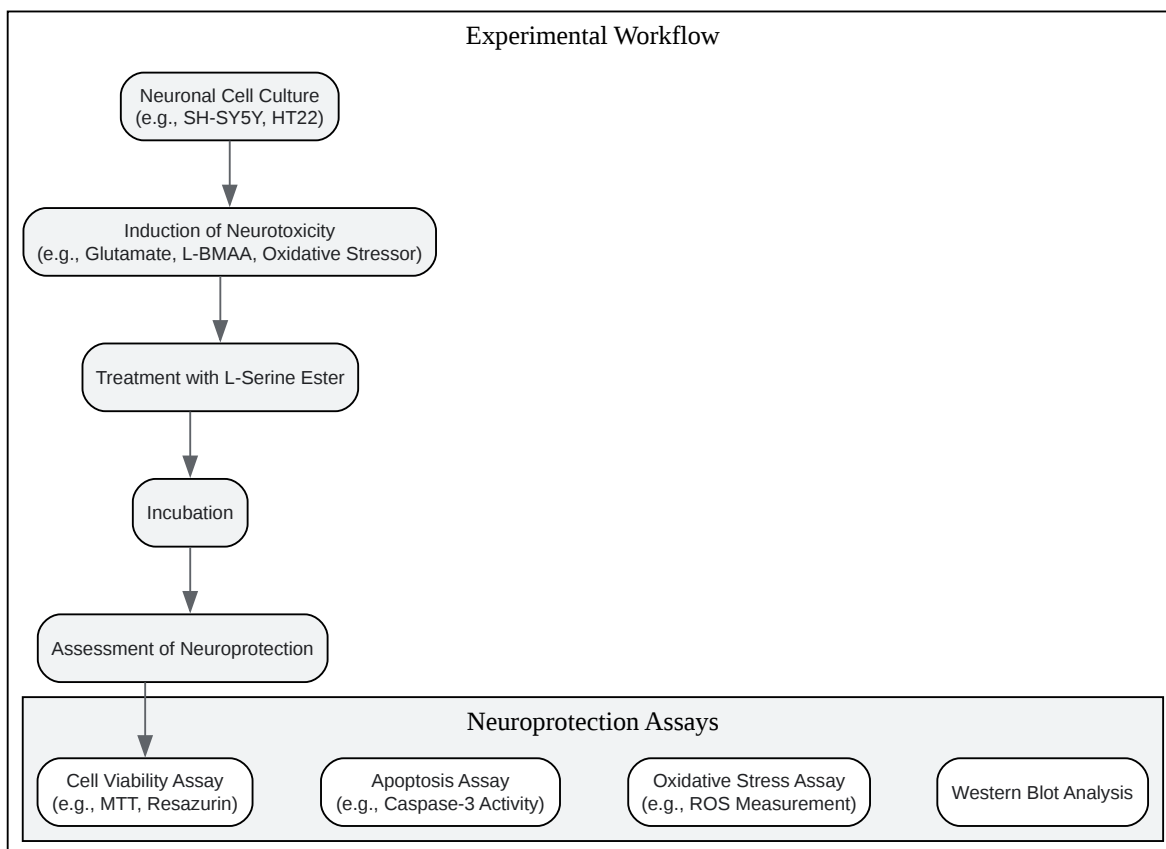 Experimental Workflow
Neuronal Cell Culture
(e.g., SH-SY5Y, HT22)
Induction of Neurotoxicity
(e.g., Glutamate, L-BMAA, Oxidative Stressor)
Treatment with L-Serine Ester
Incubation
Assessment of Neuroprotection
Neuroprotection Assays
Cell Viability Assay
(e.g., MTT, Resazurin)
Apoptosis Assay
(e.g., Caspase-3 Activity)
Oxidative Stress Assay
(e.g., ROS Measurement)
Western Blot Analysis